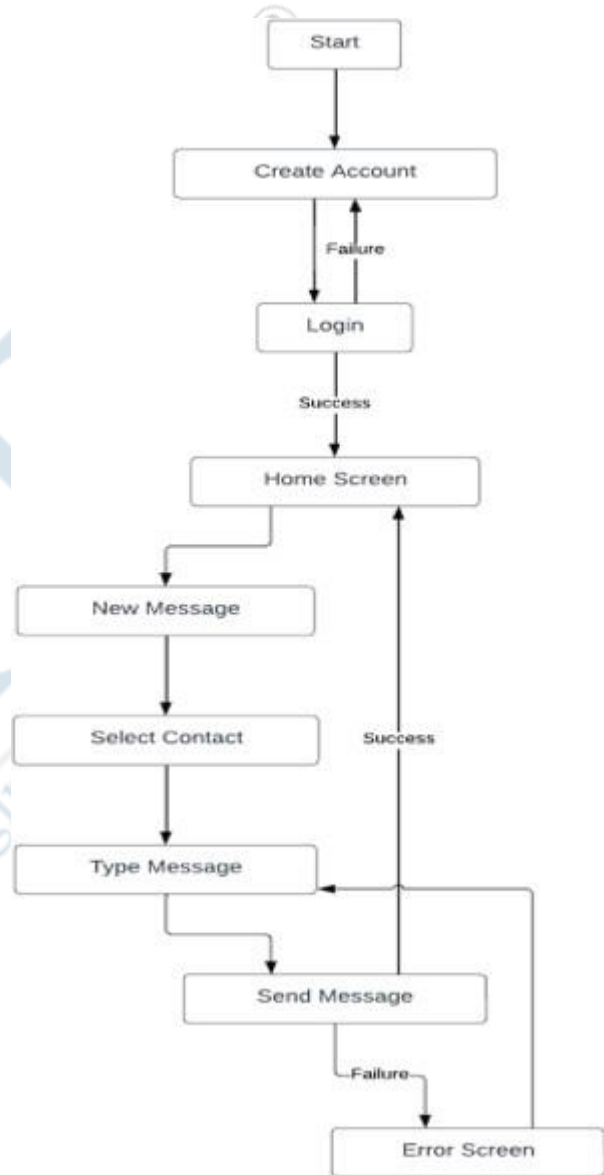 Start
Create Account
Failure
Login
Success
Home Screen
New Message
Select Contact
Success
Type Message
Send Message
Failure
Error Screen